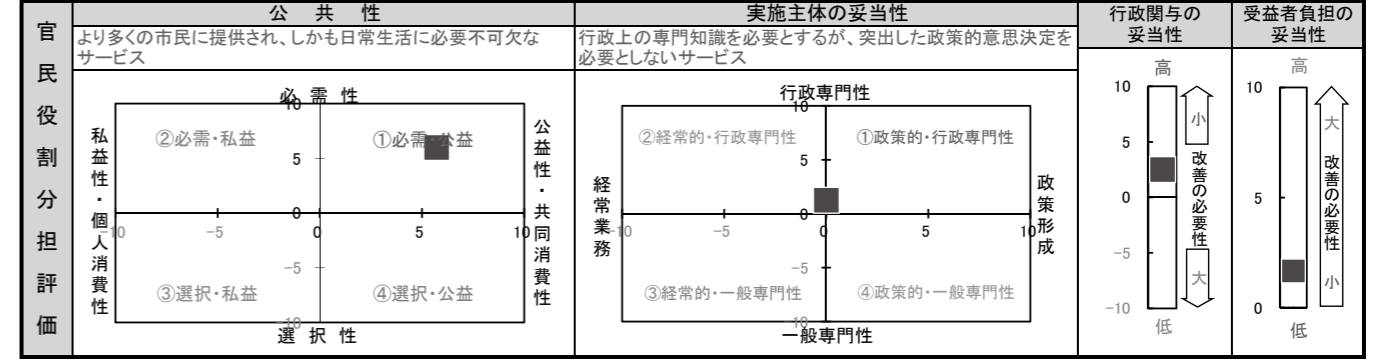 官民役割分担評価
公　共　性
より多くの市民に提供され、しかも日常生活に必要不可欠な
サービス
必 需 性
10
②必需・私益
①必需・公益
5
私益性・個人消費性
公益性・共同消費性
0
-10
-5
0
5
10
-5
③選択・私益
④選択・公益
-10
選 択 性
実施主体の妥当性
行政上の専門知識を必要とするが、突出した政策的意思決定を
必要としないサービス
行政専門性
10
②経常的・行政専門性
①政策的・行政専門性
5
経常業務
政策形成
0
-10
-5
0
5
10
-5
③経常的・一般専門性
④政策的・一般専門性
-10
一般専門性
行政関与の
妥当性
高
10
5
0
-5
-10
小
改善の必要性
大
低
受益者負担の
妥当性
高
10
5
0
大
改善の必要性
小
低